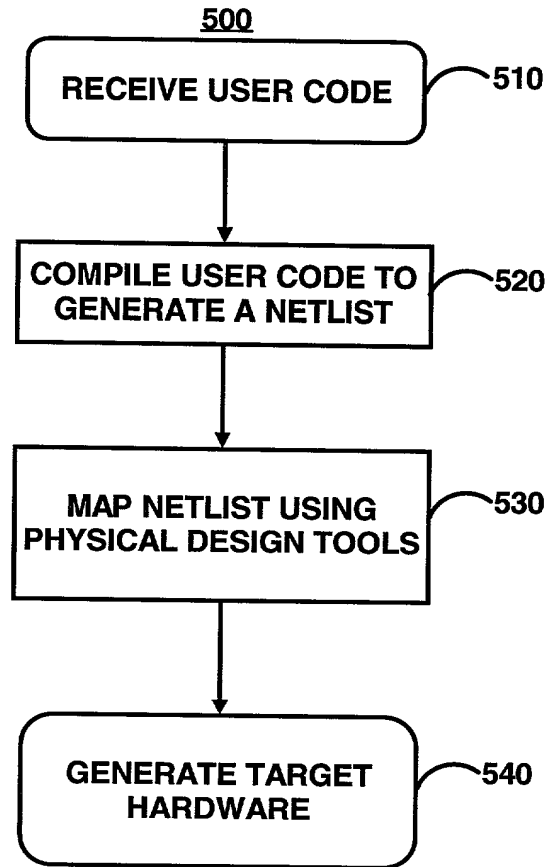 500
RECEIVE USER CODE
510
COMPILE USER CODE TO
GENERATE A NETLIST
520
MAP NETLIST USING
PHYSICAL DESIGN TOOLS
530
GENERATE TARGET
HARDWARE
540